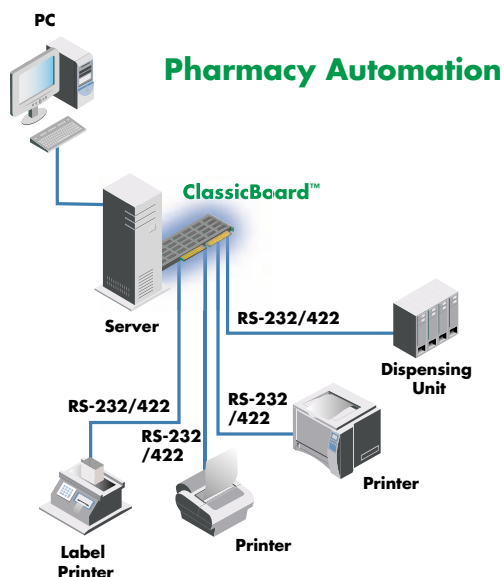 PC
Pharmacy Automation
ClassicBoard™
Server
RS-232/422
Dispensing
Unit
RS-232/422
RS-232
/422
RS-232
/422
Printer
Printer
Label
Printer